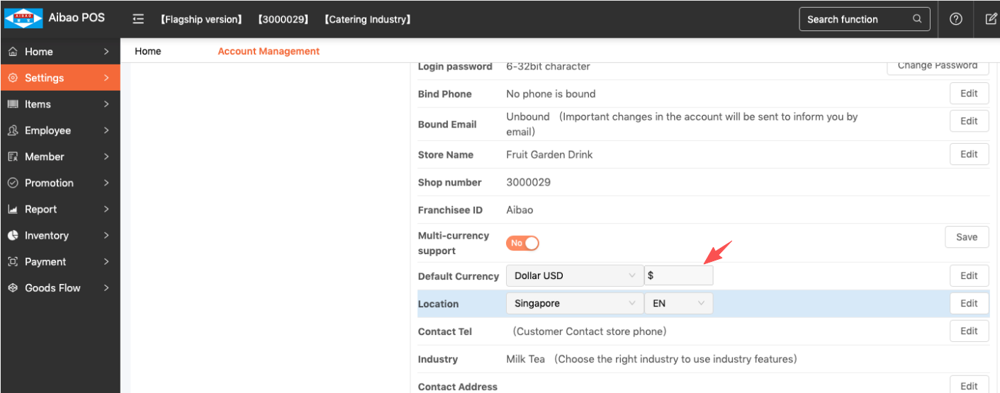 AIBAO
Aibao POS
【Flagship version】 【3000029】 【Catering Industry】
Search function
Home
Settings
Items
Employee
Member
Promotion
Report
Inventory
Payment
Goods Flow
Home Account Management
Login password 6-32bit character Change Password
Bind Phone No phone is bound Edit
Bound Email Unbound （Important changes in the account will be sent to inform you by
email） Edit
Store Name Fruit Garden Drink Edit
Shop number 3000029
Franchisee ID Aibao
Multi-currency
support No Save
Default Currency Dollar USD $ Edit
Location Singapore EN Edit
Contact Tel （Customer Contact store phone） Edit
Industry Milk Tea （Choose the right industry to use industry features）
Contact Address Edit